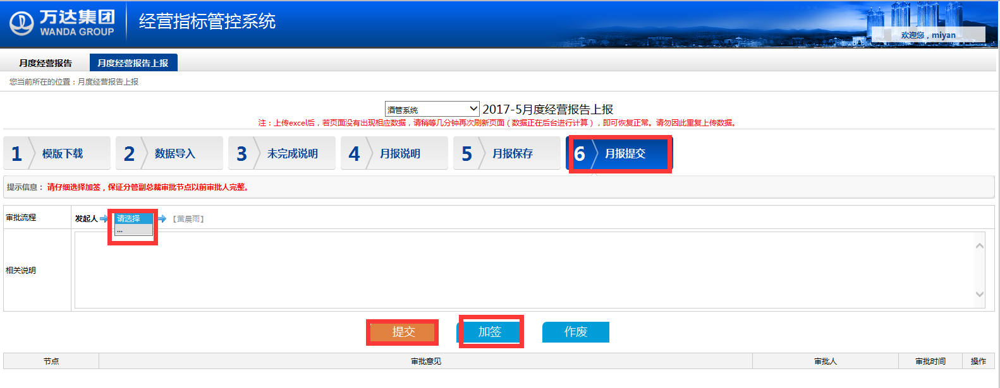 万达集团
WANDA GROUP
经营指标管控系统
欢迎您，miyan
月度经营报告 月度经营报告上报
您当前所在的位置：月度经营报告上报
酒管系统 2017-5月度经营报告上报
注：上传excel后，若页面没有出现相应数据，请稍等几分钟再次刷新页面（数据正在后台进行计算），即可恢复正常。请勿因此重复上传数据。
1 模版下载 2 数据导入 3 未完成说明 4 月报说明 5 月报保存 6 月报提交
提示信息： 请仔细选择加签，保证分管副总裁审批节点以前审批人完整。
审批流程 发起人 请选择 【黄晨雨】
...
相关说明
提交 加签 作废
节点 审批意见 审批人 审批时间 操作